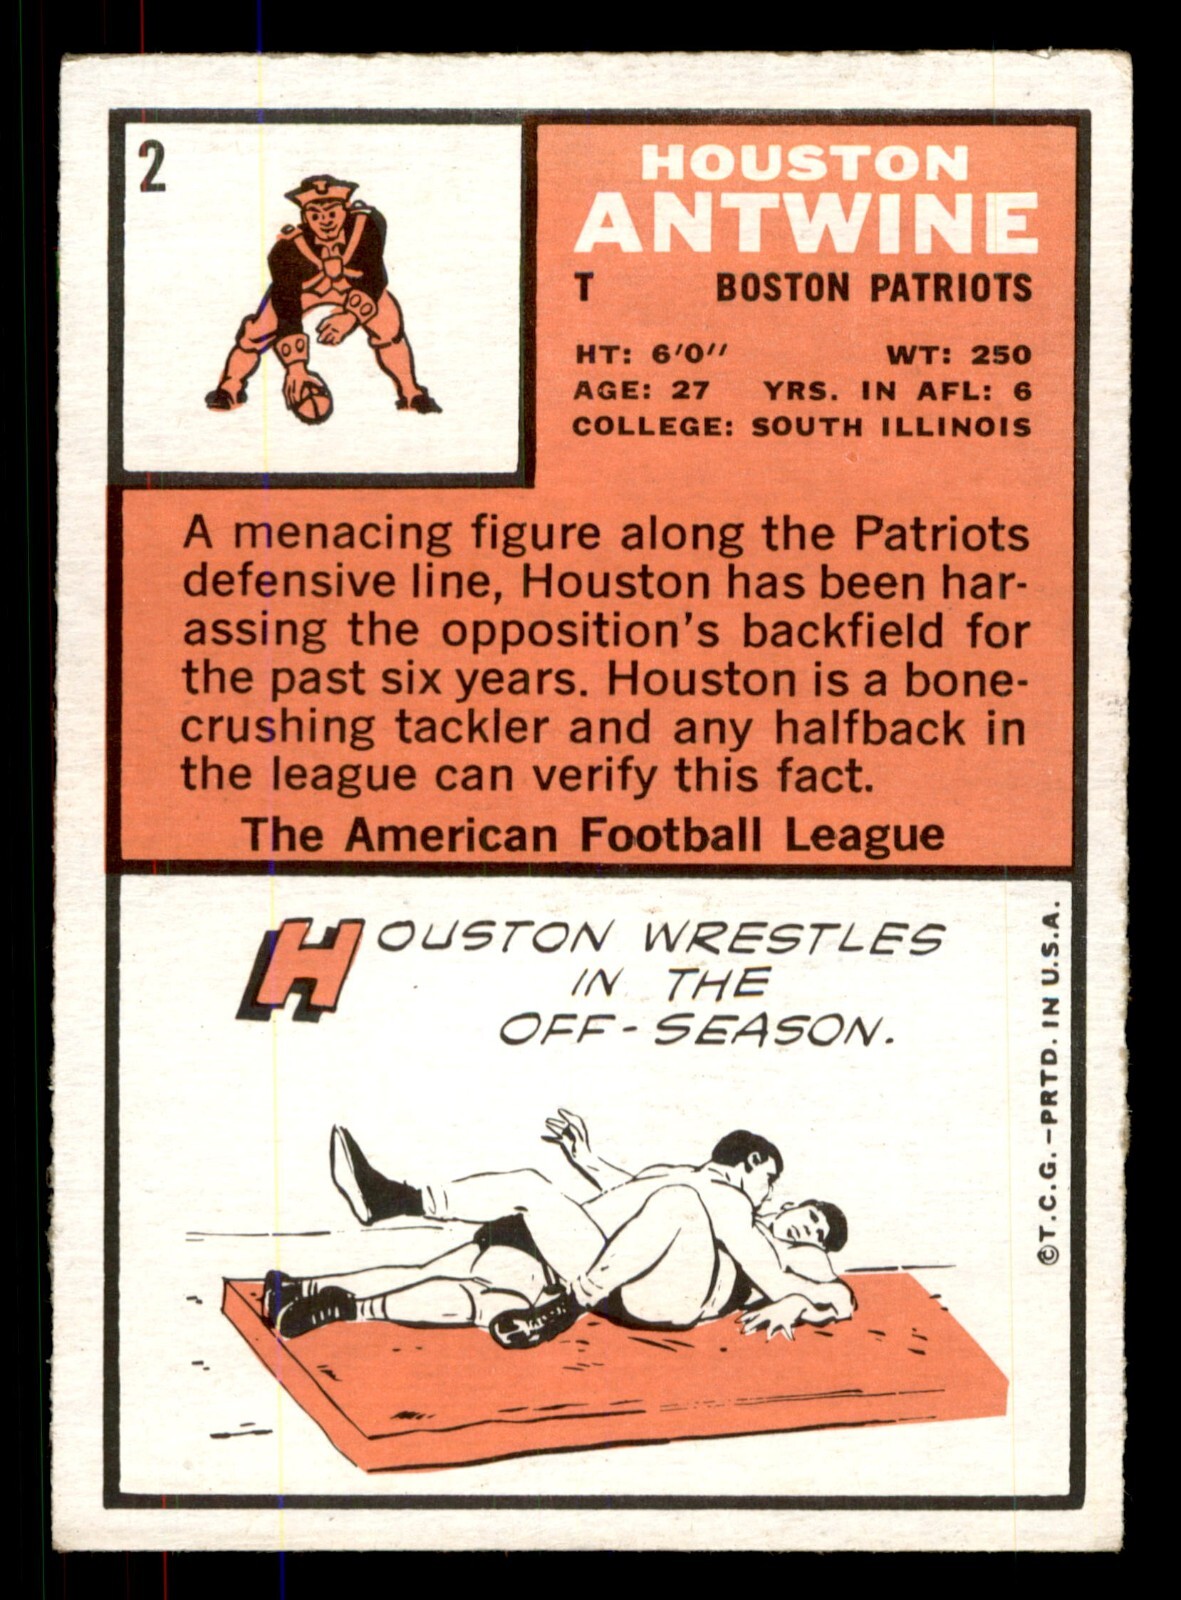 2
HOUSTON
ANTWINE
T BOSTON PATRIOTS
HT: 6'0'' WT: 250
AGE: 27 YRS. IN AFL: 6
COLLEGE: SOUTH ILLINOIS
A menacing figure along the Patriots
defensive line, Houston has been har-
assing the opposition's backfield for
the past six years. Houston is a bone-
crushing tackler and any halfback in
the league can verify this fact.
The American Football League
HOUSTON WRESTLES
IN THE
OFF-SEASON.
©T.C.G.-PRTD. IN U.S.A.